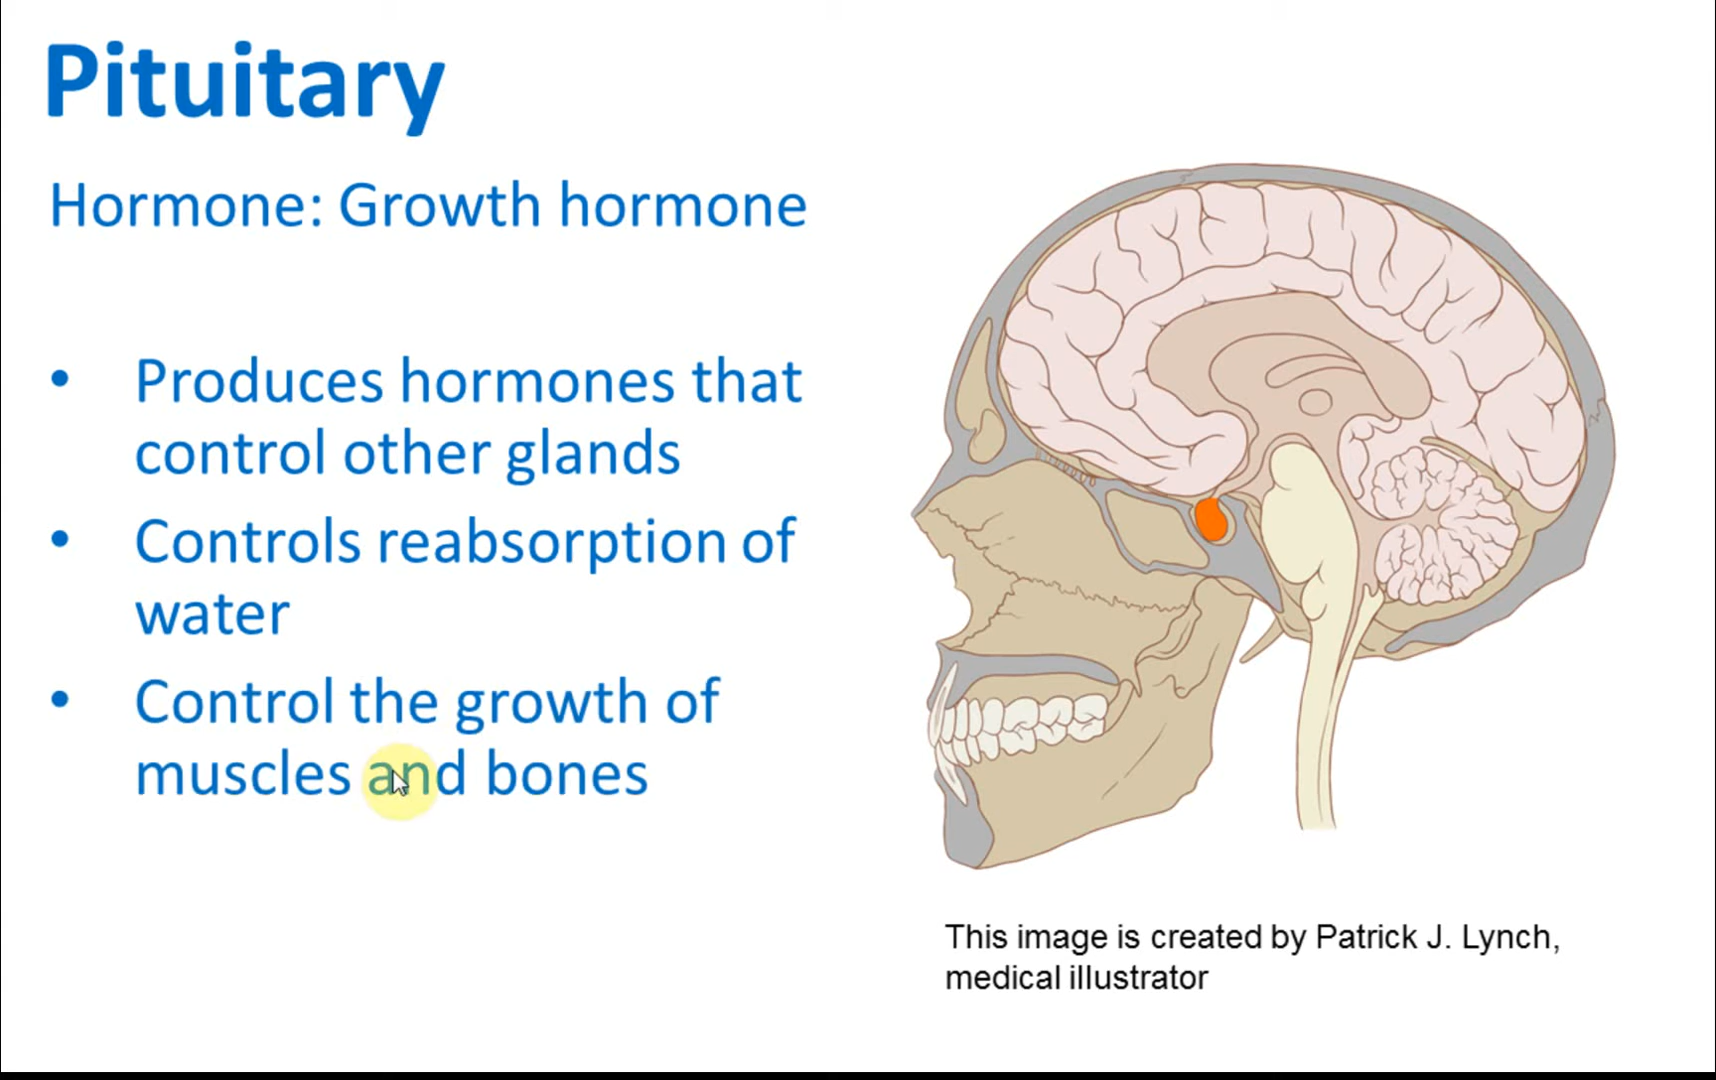 Pituitary
Hormone: Growth hormone
• Produces hormones that
control other glands
• Controls reabsorption of
water
• Control the growth of
muscles and bones
This image is created by Patrick J. Lynch,
medical illustrator